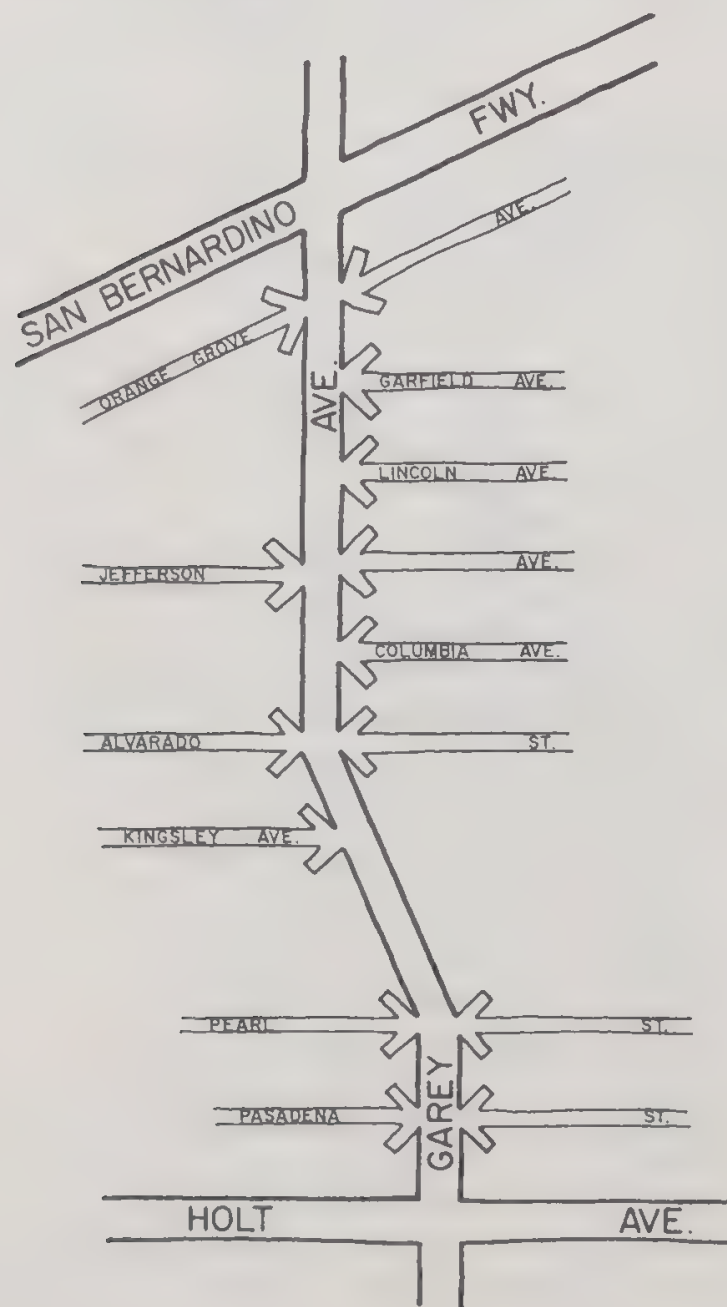 SAN BERNARDINO FWY.
ORANGE GROVE AVE.
GARFIELD AVE.
LINCOLN AVE.
JEFFERSON AVE.
COLUMBIA AVE.
ALVARADO ST.
KINGSLEY AVE.
PEARL ST.
PASADENA ST.
GAREY AVE.
HOLT AVE.